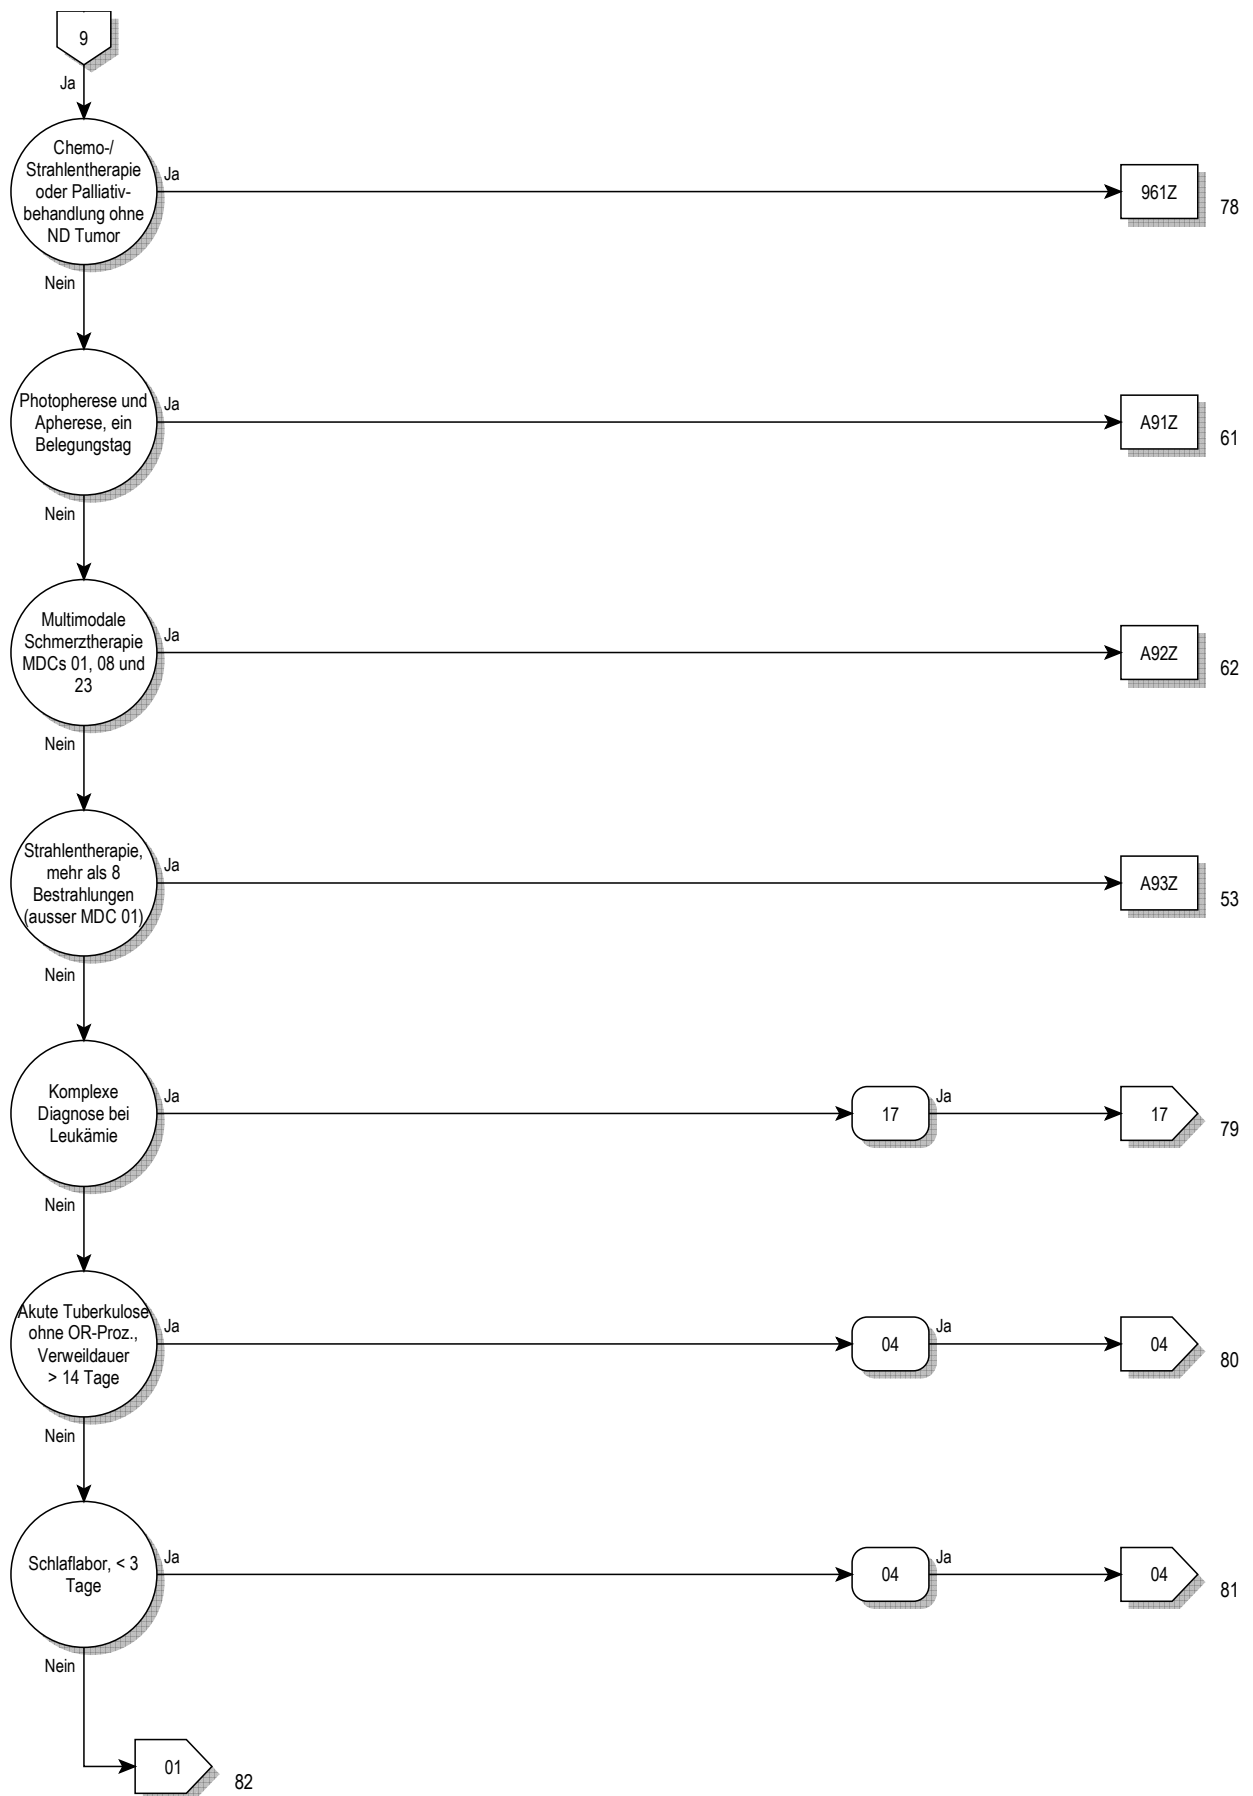 9
Ja
Chemo-/
Strahlentherapie
oder Palliativ-
behandlung ohne
ND Tumor
Ja
961Z
78
Nein
Photopherese und
Apherese, ein
Belegungstag
Ja
A91Z
61
Nein
Multimodale
Schmerztherapie
MDCs 01, 08 und
23
Ja
A92Z
62
Nein
Strahlentherapie,
mehr als 8
Bestrahlungen
(ausser MDC 01)
Ja
A93Z
53
Nein
Komplexe
Diagnose bei
Leukämie
Ja
17
Ja
17
79
Nein
Akute Tuberkulose
ohne OR-Proz.,
Verweildauer
> 14 Tage
Ja
04
Ja
04
80
Nein
Schlaflabor, < 3
Tage
Ja
04
Ja
04
81
Nein
01
82